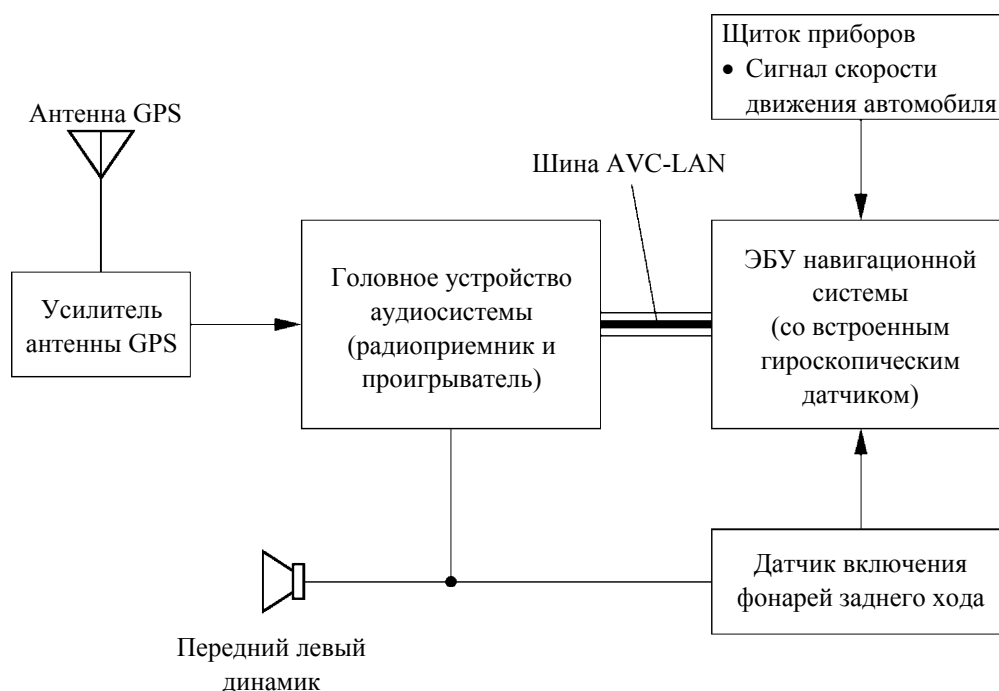 Щиток приборов
• Сигнал скорости
движения автомобиля
Антенна GPS
Шина AVC-LAN
Усилитель
антенны GPS
Головное устройство
аудиосистемы
(радиоприемник и
проигрыватель)
ЭБУ навигационной
системы
(со встроенным
гироскопическим
датчиком)
Передний левый
динамик
Датчик включения
фонарей заднего хода